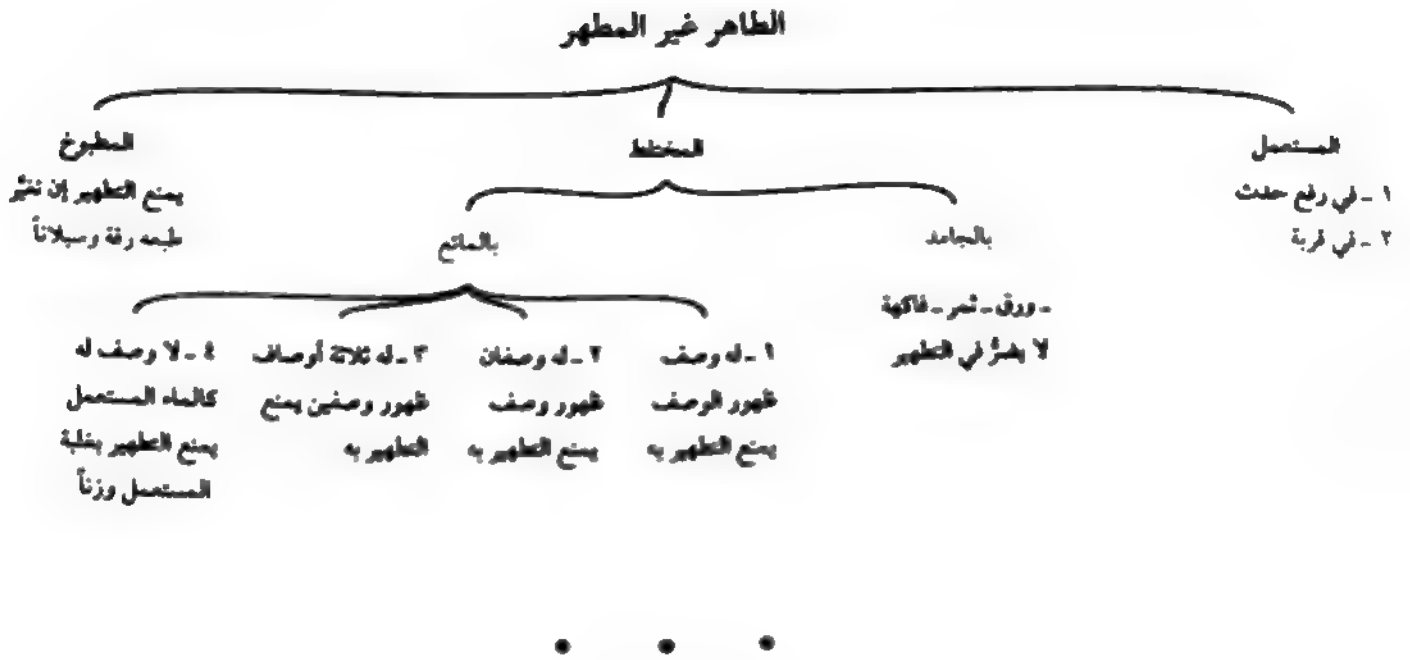 الطاهر غير المطهر
المستعمل
١ - في رفع حدث
٢ - في قربة
المختلط
بالجامد
- ورق - ثمر - فاكهة
لا يضرُّ في التطهير
بالمائع
١ - له وصف
ظهور الوصف
يمنع التطهير به
٢ - له وصفان
ظهور وصف
يمنع التطهير به
٣ - له ثلاثة أوصاف
ظهور وصفين يمنع
التطهير به
٤ - لا وصف له
كالماء المستعمل
يمنع التطهير بغلبة
المستعمل وزناً
المطبوخ
يمنع التطهير إن تغيَّر
طبعه رقة وسيلاناً